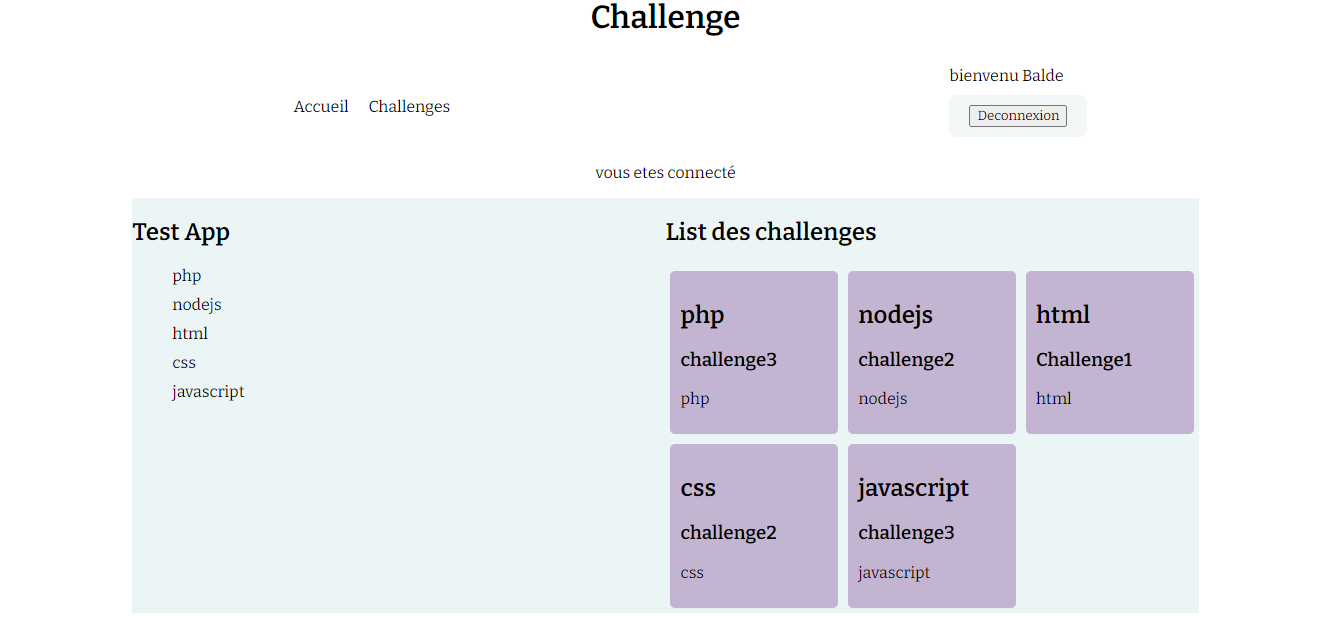 Challenge
bienvenu Balde
Accueil Challenges
Deconnexion
vous etes connecté
Test App
php
nodejs
html
css
javascript
List des challenges
php
challenge3
php
nodejs
challenge2
nodejs
html
Challenge1
html
css
challenge2
css
javascript
challenge3
javascript